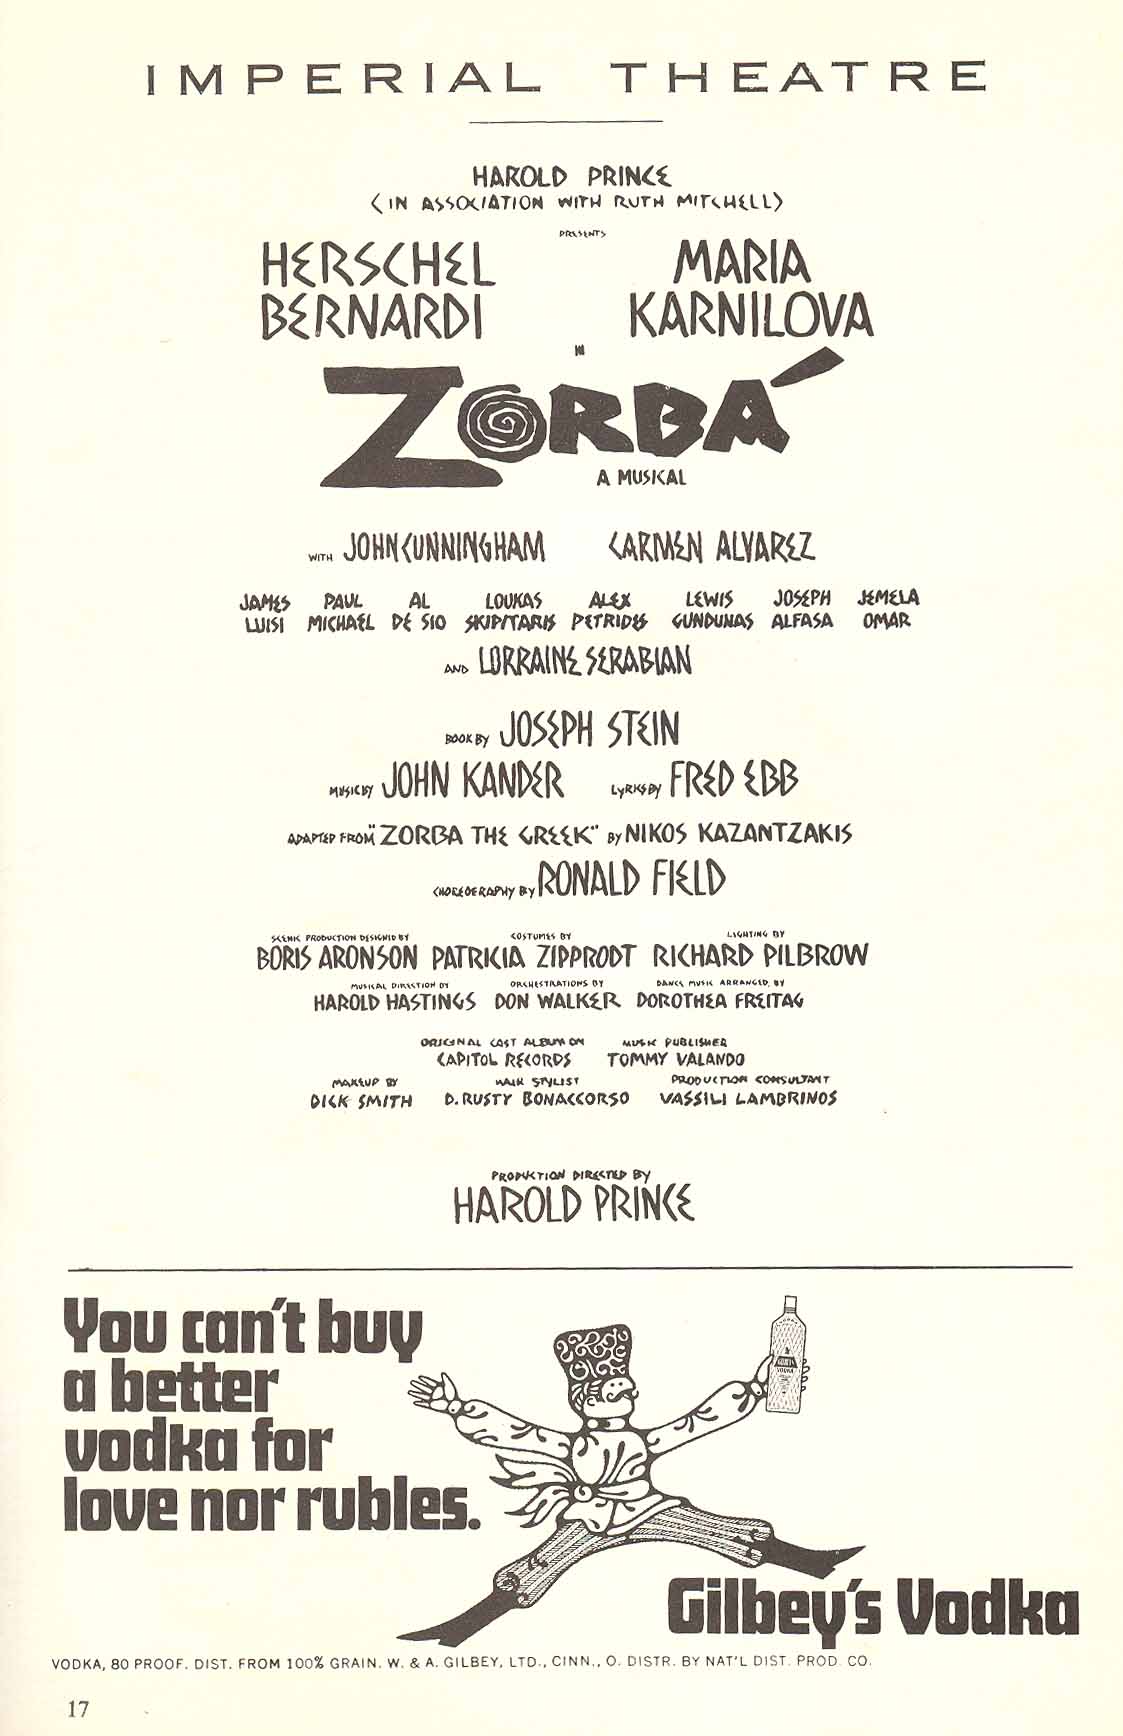 IMPERIAL THEATRE
HAROLD PRINCE
(IN ASSOCIATION WITH RUTH MITCHELL)
PRESENTS
HERSCHEL BERNARDI
MARIA KARNILOVA
IN
ZORBÁ
A MUSICAL
WITH JOHN CUNNINGHAM CARMEN ALVAREZ
JAMES LUISI PAUL MICHAEL AL DE SIO LOUKAS SKIPITARIS ALEX PETRIDES LEWIS GUNDUNAS JOSEPH ALFASA JEMELA OMAR
AND LORRAINE SERABIAN
BOOK BY JOSEPH STEIN
MUSIC BY JOHN KANDER LYRICS BY FRED EBB
ADAPTED FROM "ZORBA THE GREEK" BY NIKOS KAZANTZAKIS
CHOREOGRAPHY BY RONALD FIELD
SCENIC PRODUCTION DESIGNED BY
BORIS ARONSON
COSTUMES BY
PATRICIA ZIPPRODT
LIGHTING BY
RICHARD PILBROW
MUSICAL DIRECTION BY
HAROLD HASTINGS
ORCHESTRATIONS BY
DON WALKER
DANCE MUSIC ARRANGED BY
DOROTHEA FREITAG
ORIGINAL CAST ALBUM ON
CAPITOL RECORDS
MUSIC PUBLISHER
TOMMY VALANDO
MAKEUP BY
DICK SMITH
HAIR STYLIST
D. RUSTY BONACCORSO
PRODUCTION CONSULTANT
VASSILI LAMBRINOS
PRODUCTION DIRECTED BY
HAROLD PRINCE
You can't buy
a better
vodka for
love nor rubles.
VODKA
Gilbey's Vodka
VODKA, 80 PROOF. DIST. FROM 100% GRAIN. W. & A. GILBEY, LTD., CINN., O. DISTR. BY NAT'L DIST. PROD. CO.
17